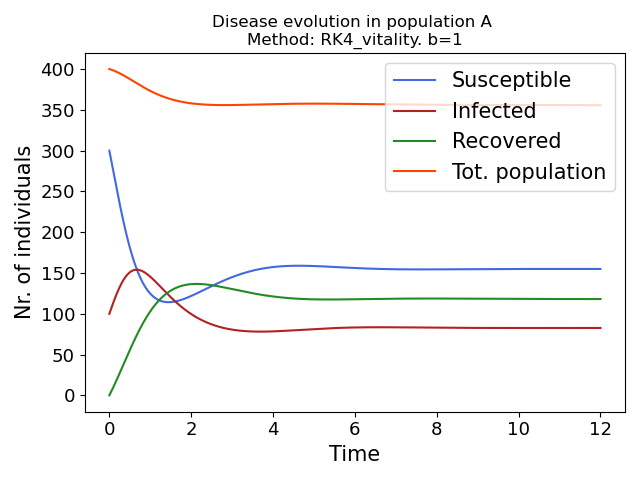 Disease evolution in population A
Method: RK4_vitality. b=1
400
350
300
250
200
150
100
50
0
Nr. of individuals
Susceptible
Infected
Recovered
Tot. population
0 2 4 6 8 10 12
Time